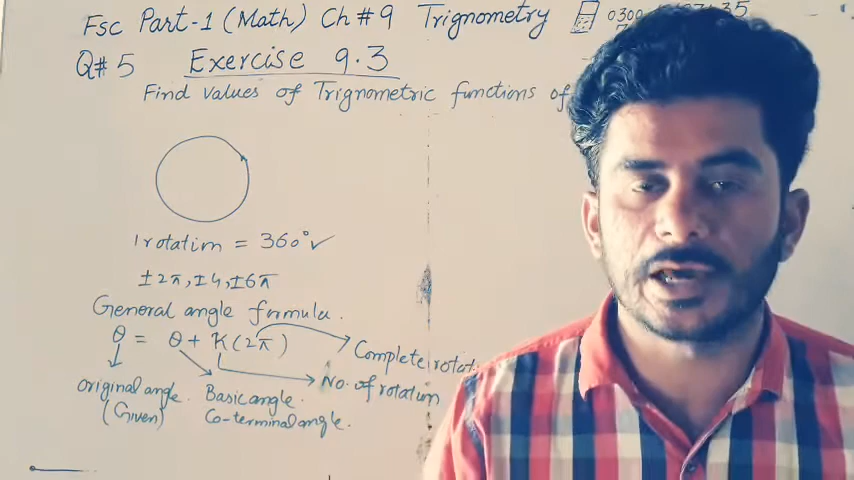 Fsc Part-1 (Math) Ch # 9 Trignometry 0300
Q# 5 Exercise 9.3
Find values of Trignometric functions of
1 rotation = 360° ✓
±2π, ±4, ±6π
General angle formula.
θ = θ + K(2π)
Complete rotat
original angle. Basic angle. No. of rotation
(Given) Co-terminal angle.